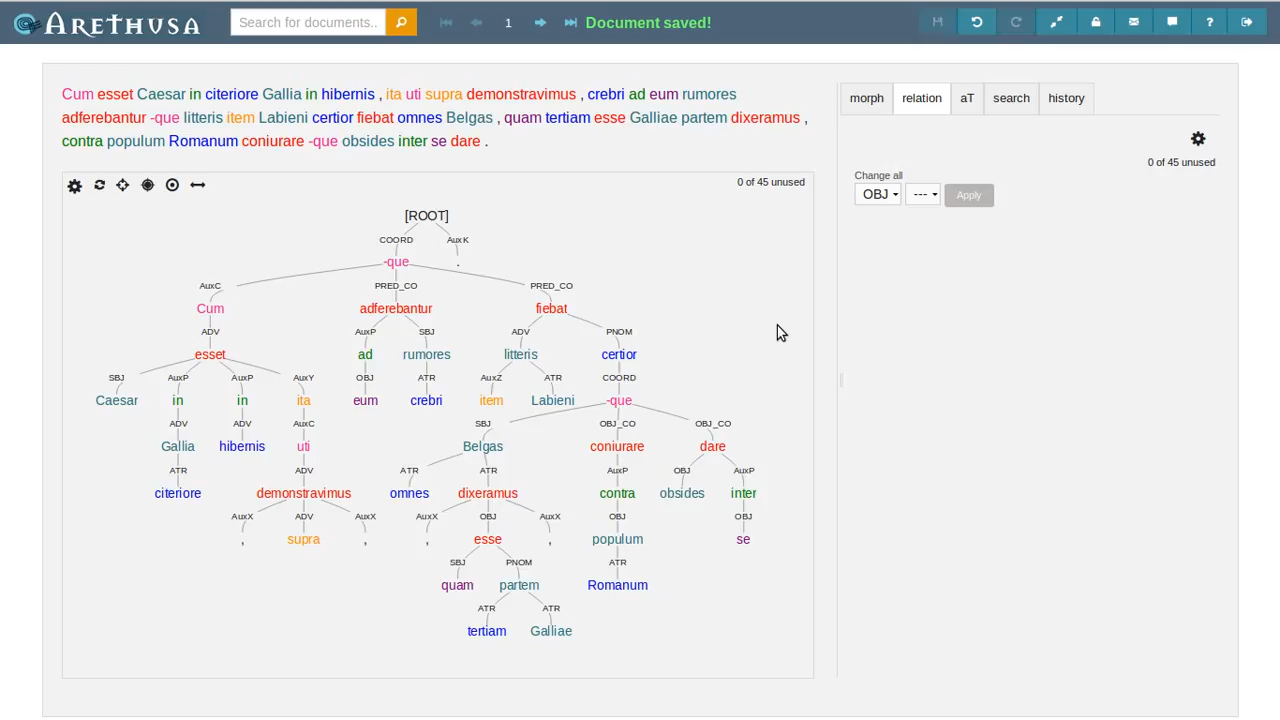 ARETHUSA
Search for documents..
1
Document saved!
?
Cum esset Caesar in citeriore Gallia in hibernis , ita uti supra demonstravimus , crebri ad eum rumores
adferebantur -que litteris item Labieni certior fiebat omnes Belgas , quam tertiam esse Galliae partem dixeramus ,
contra populum Romanum coniurare -que obsides inter se dare .
0 of 45 unused
[ROOT]
COORD AuxK
-que .
AuxC PRED_CO PRED_CO
Cum adferebantur fiebat
ADV AuxP SBJ ADV PNOM
esset ad rumores litteris certior
SBJ AuxP AuxP AuxY OBJ ATR AuxZ ATR COORD
Caesar in in ita eum crebri item Labieni -que
ADV ADV AuxC SBJ OBJ_CO OBJ_CO
Gallia hibernis uti Belgas coniurare dare
ATR ADV ATR ATR AuxP OBJ AuxP
citeriore demonstravimus omnes dixeramus contra obsides inter
AuxX ADV AuxX AuxX OBJ AuxX OBJ OBJ
, supra , , esse , populum se
SBJ PNOM ATR
quam partem Romanum
ATR ATR
tertiam Galliae
morph relation aT search history
0 of 45 unused
Change all
OBJ --- Apply